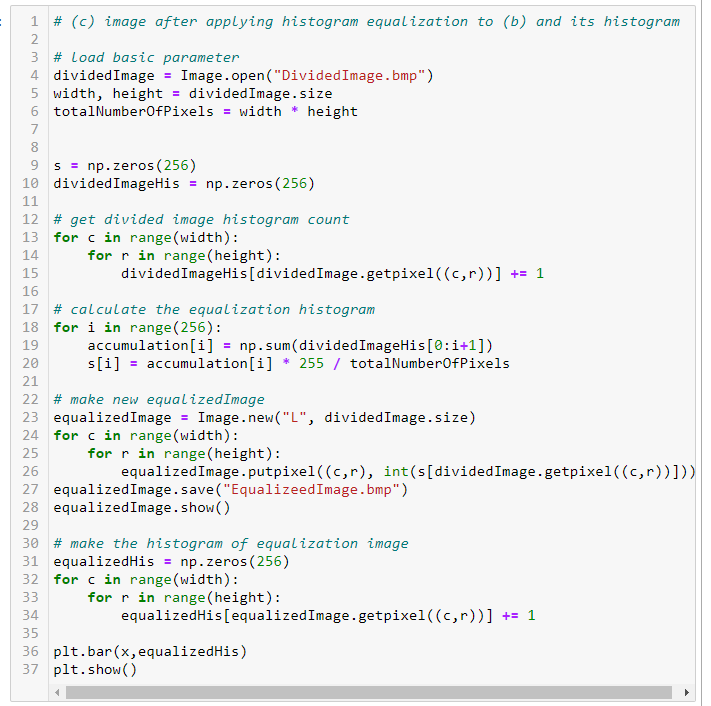 1 # (c) image after applying histogram equalization to (b) and its histogram
2
3 # load basic parameter
4 dividedImage = Image.open("DividedImage.bmp")
5 width, height = dividedImage.size
6 totalNumberOfPixels = width * height
7
8
9 s = np.zeros(256)
10 dividedImageHis = np.zeros(256)
11
12 # get divided image histogram count
13 for c in range(width):
14     for r in range(height):
15         dividedImageHis[dividedImage.getpixel((c,r))] += 1
16
17 # calculate the equalization histogram
18 for i in range(256):
19     accumulation[i] = np.sum(dividedImageHis[0:i+1])
20     s[i] = accumulation[i] * 255 / totalNumberOfPixels
21
22 # make new equalizedImage
23 equalizedImage = Image.new("L", dividedImage.size)
24 for c in range(width):
25     for r in range(height):
26         equalizedImage.putpixel((c,r), int(s[dividedImage.getpixel((c,r))]))
27 equalizedImage.save("EqualizeedImage.bmp")
28 equalizedImage.show()
29
30 # make the histogram of equalization image
31 equalizedHis = np.zeros(256)
32 for c in range(width):
33     for r in range(height):
34         equalizedHis[equalizedImage.getpixel((c,r))] += 1
35
36 plt.bar(x,equalizedHis)
37 plt.show()